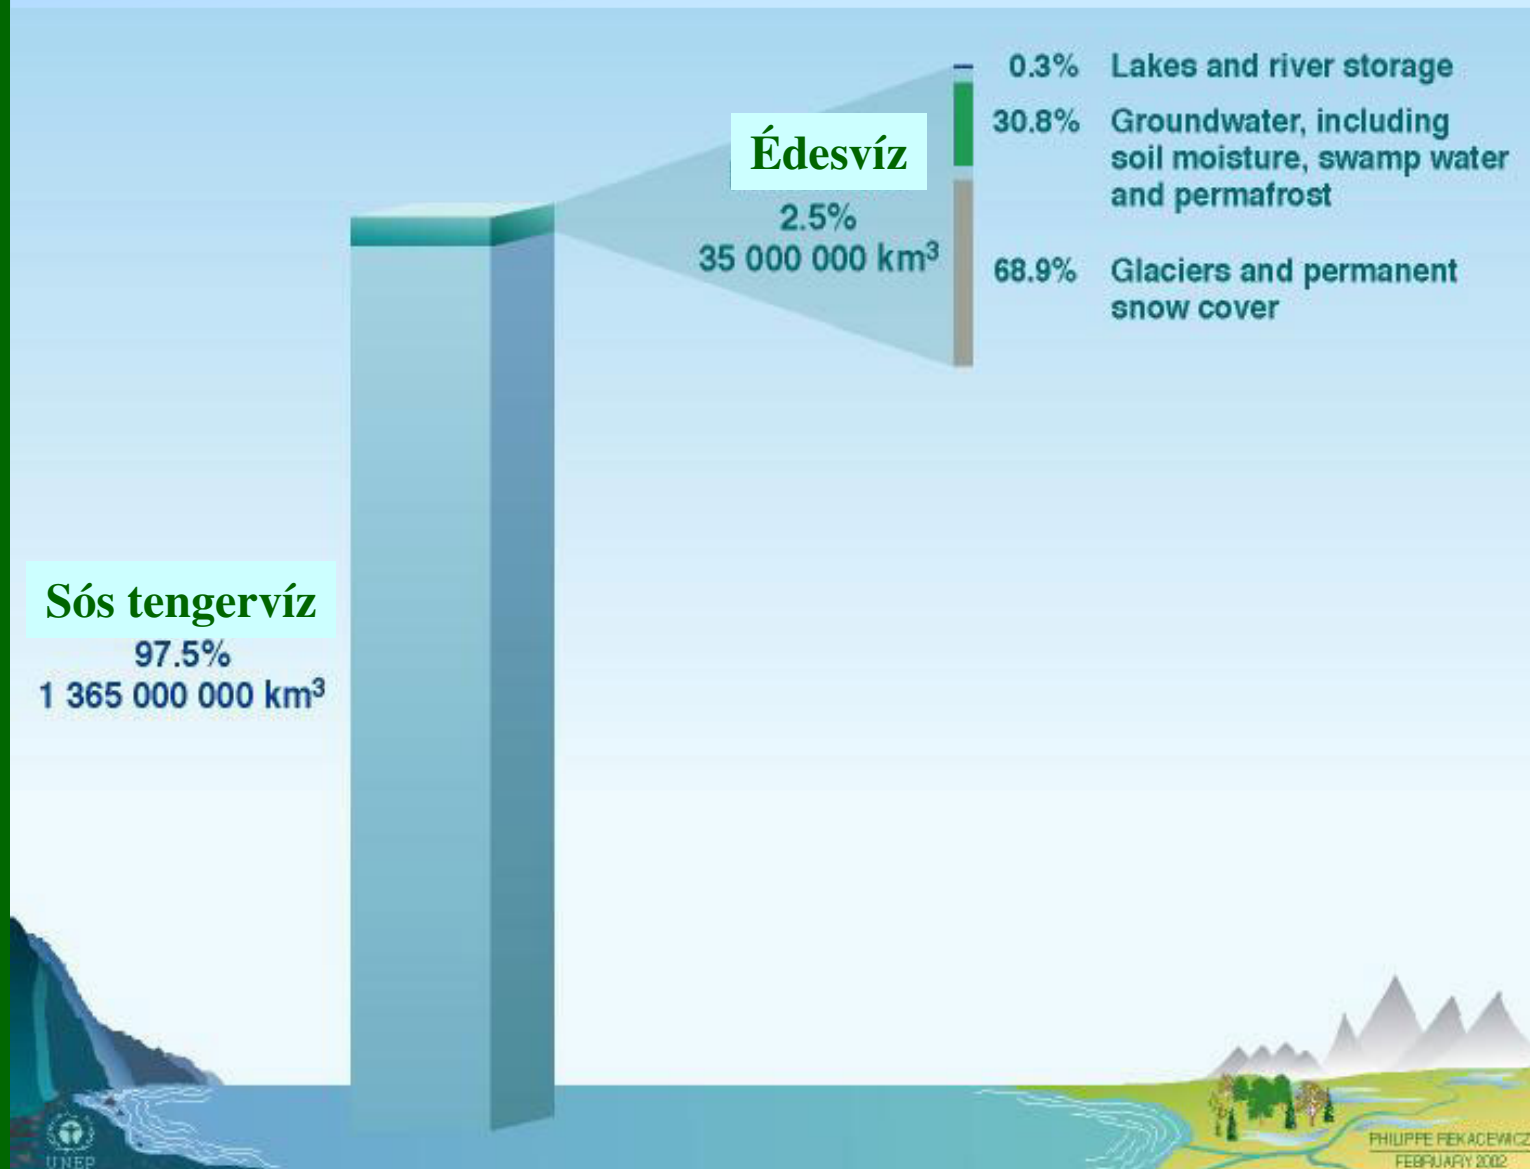 0.3% Lakes and river storage
30.8% Groundwater, including
soil moisture, swamp water
and permafrost
68.9% Glaciers and permanent
snow cover
Édesvíz
2.5%
35 000 000 km³
Sós tengervíz
97.5%
1 365 000 000 km³
UNEP
PHILIPPE REKACEWICZ
FEBRUARY 2002